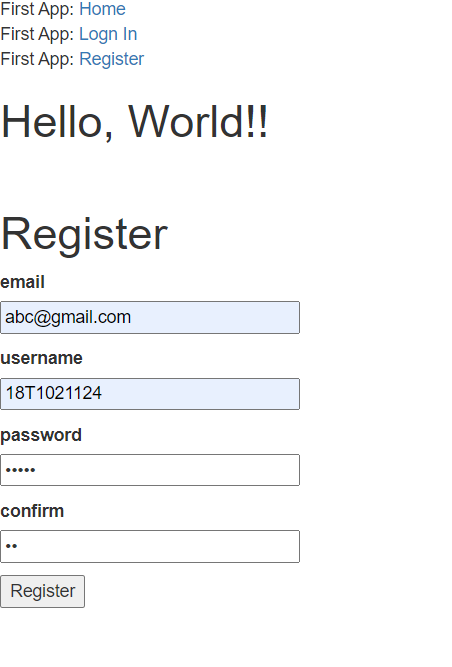 First App: Home
First App: Logn In
First App: Register
Hello, World!!
Register
email
abc@gmail.com
username
18T1021124
password
•••••
confirm
••
Register